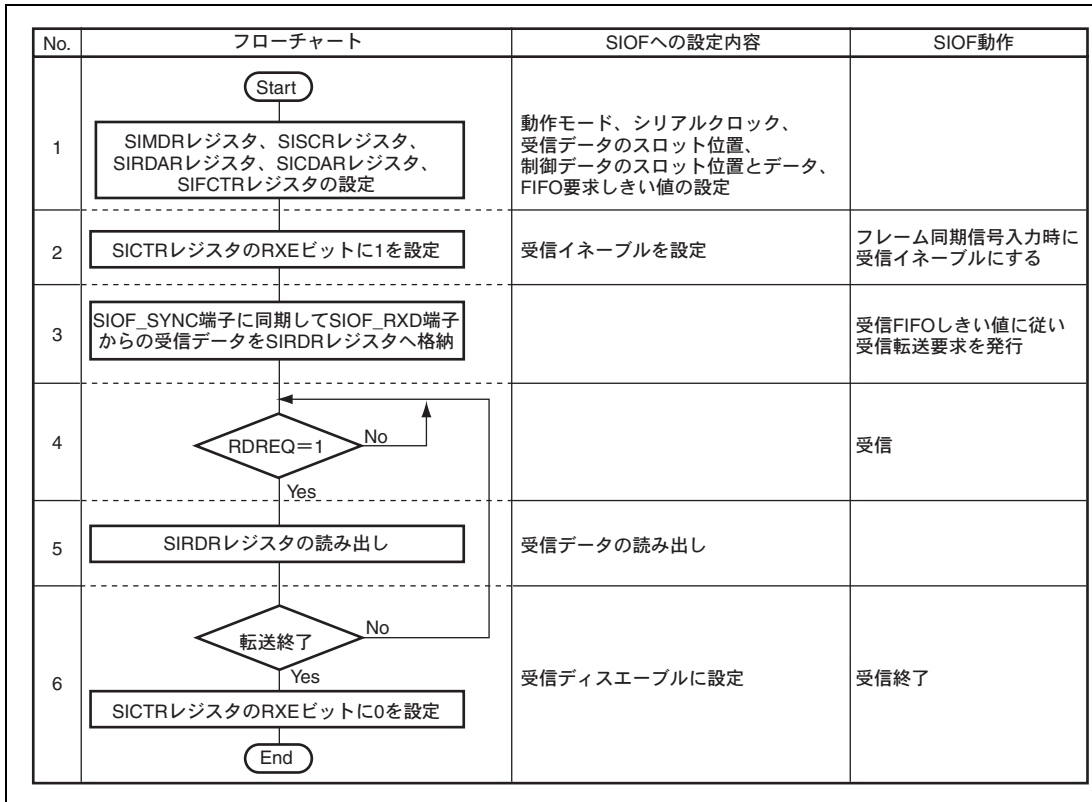 No.
フローチャート
SIOFへの設定内容
SIOF動作
Start
1
SIMDRレジスタ、SISCRレジスタ、
SIRDARレジスタ、SICDARレジスタ、
SIFCTRレジスタの設定
動作モード、シリアルクロック、
受信データのスロット位置、
制御データのスロット位置とデータ、
FIFO要求しきい値の設定
2
SICTRレジスタのRXEビットに1を設定
受信イネーブルを設定
フレーム同期信号入力時に
受信イネーブルにする
3
SIOF_SYNC端子に同期してSIOF_RXD端子
からの受信データをSIRDRレジスタへ格納
受信FIFOしきい値に従い
受信転送要求を発行
4
RDREQ=1
No
Yes
受信
5
SIRDRレジスタの読み出し
受信データの読み出し
6
転送終了
No
Yes
SICTRレジスタのRXEビットに0を設定
受信ディスエーブルに設定
受信終了
End